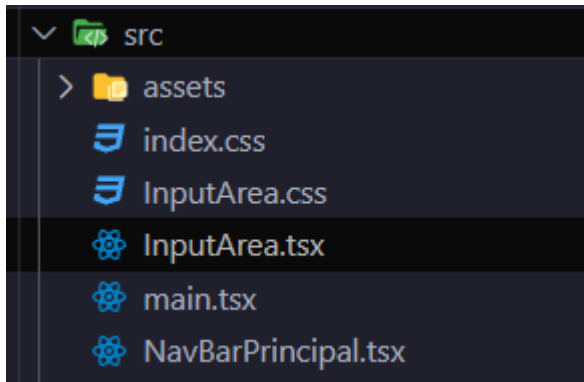 src
assets
index.css
InputArea.css
InputArea.tsx
main.tsx
NavBarPrincipal.tsx